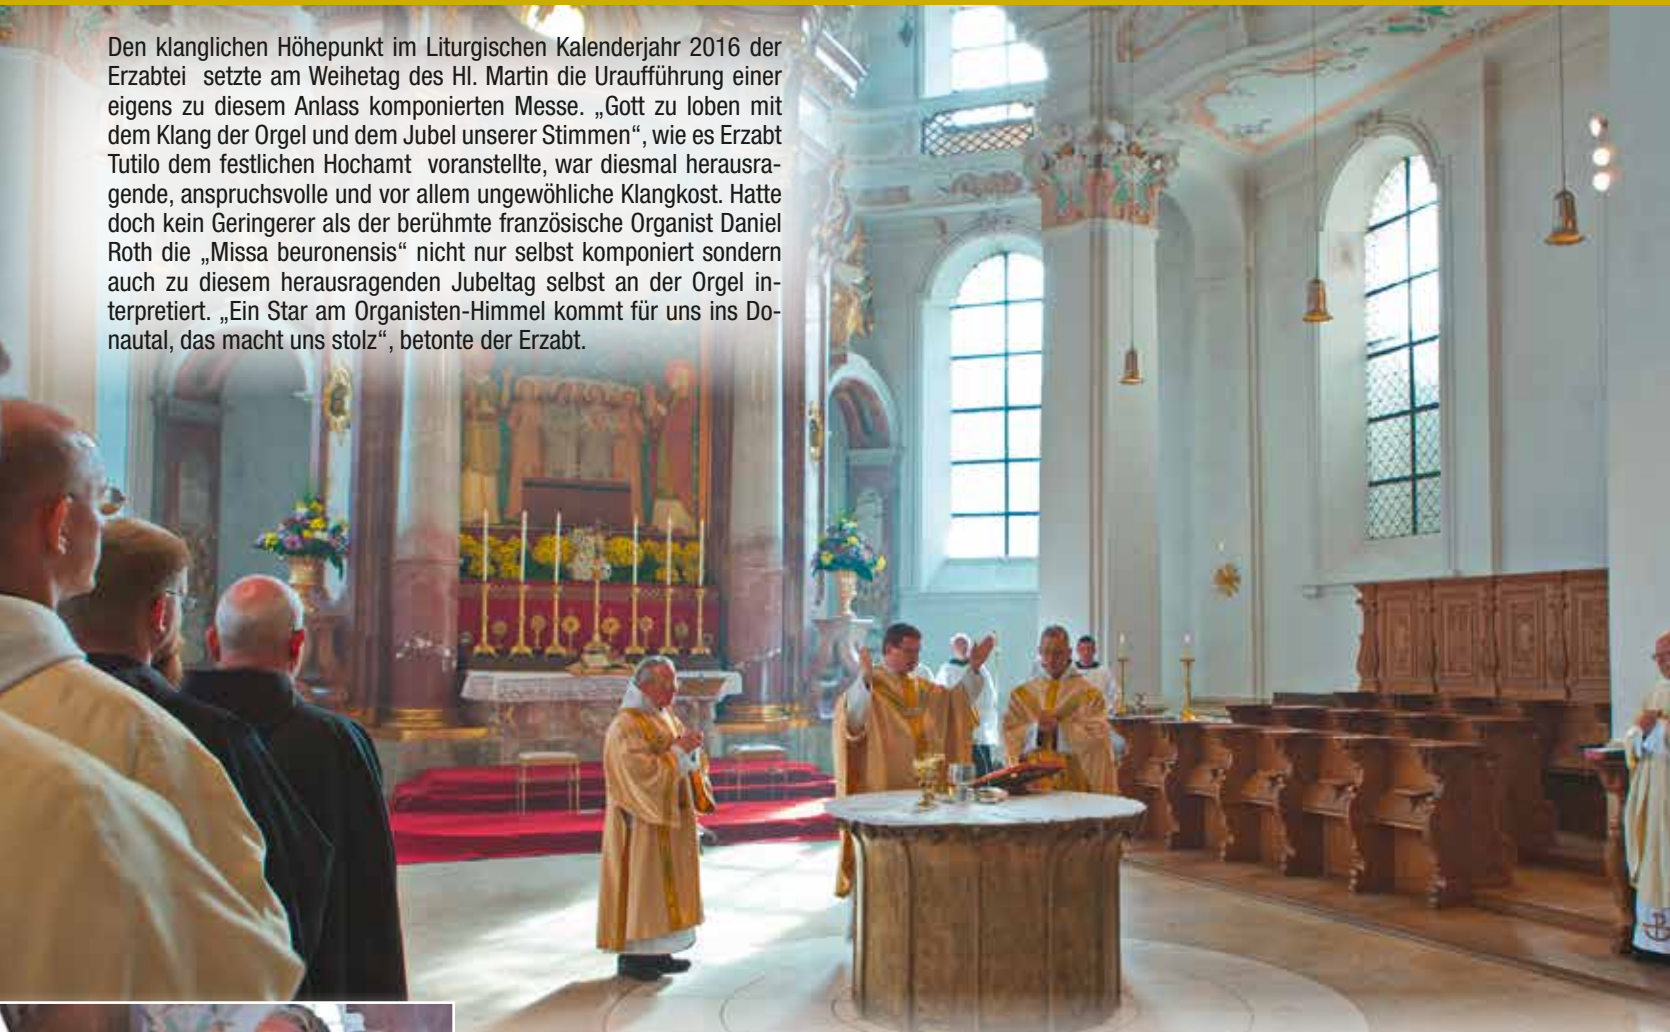 Den klanglichen Höhepunkt im Liturgischen Kalenderjahr 2016 der
Erzabtei setzte am Weihetag des Hl. Martin die Uraufführung einer
eigens zu diesem Anlass komponierten Messe. „Gott zu loben mit
dem Klang der Orgel und dem Jubel unserer Stimmen“, wie es Erzabt
Tutilo dem festlichen Hochamt voranstellte, war diesmal herausra-
gende, anspruchsvolle und vor allem ungewöhliche Klangkost. Hatte
doch kein Geringerer als der berühmte französische Organist Daniel
Roth die „Missa beuronensis“ nicht nur selbst komponiert sondern
auch zu diesem herausragenden Jubeltag selbst an der Orgel in-
terpretiert. „Ein Star am Organisten-Himmel kommt für uns ins Do-
nautal, das macht uns stolz“, betonte der Erzabt.